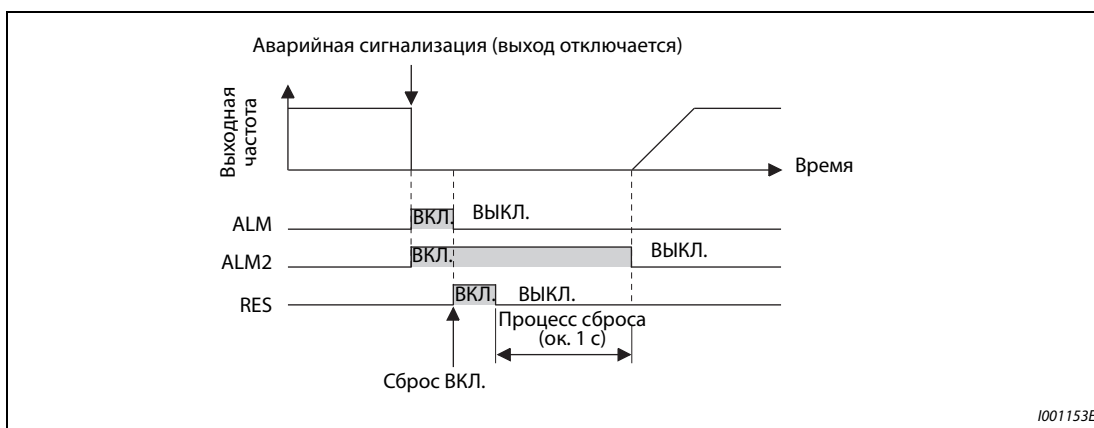 Аварийная сигнализация (выход отключается)
Выходная
частота
Время
ALM
ВКЛ.
ВЫКЛ.
ALM2
ВКЛ.
ВЫКЛ.
RES
ВКЛ.
ВЫКЛ.
Процесс сброса
(ок. 1 с)
Сброс ВКЛ.
I001153E